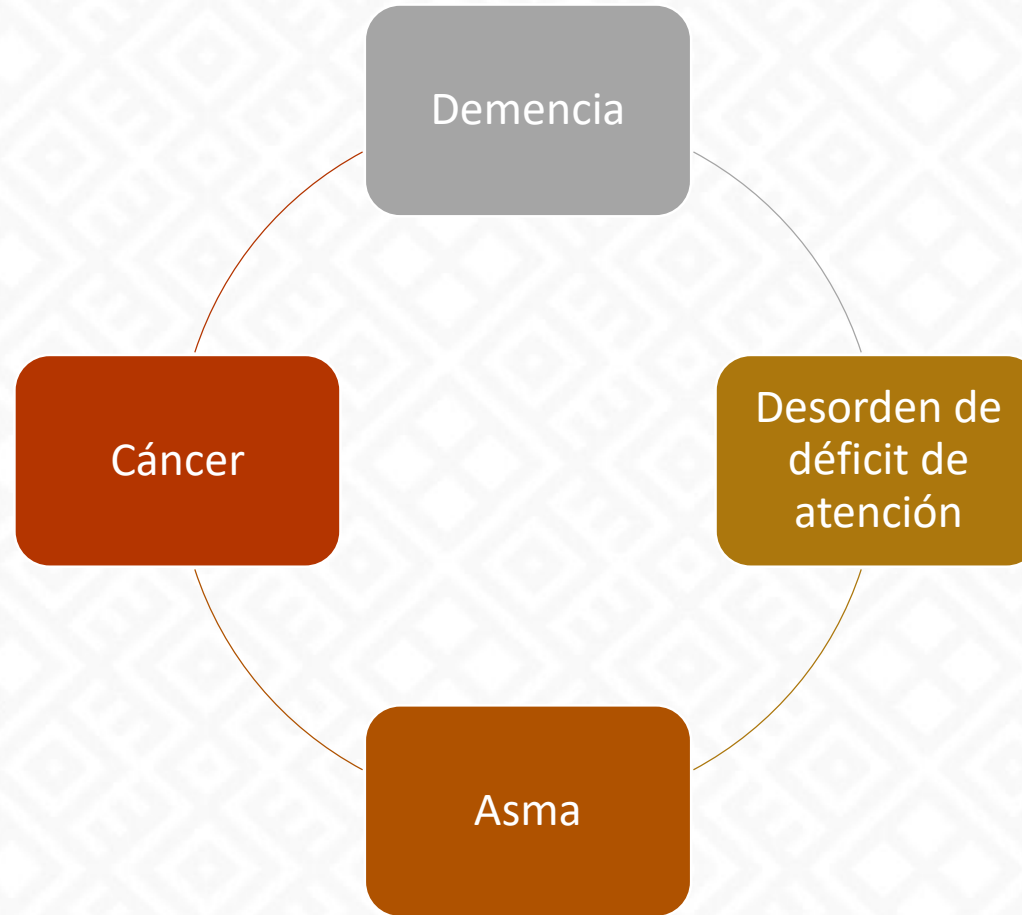 Demencia
Cáncer
Desorden de
déficit de
atención
Asma